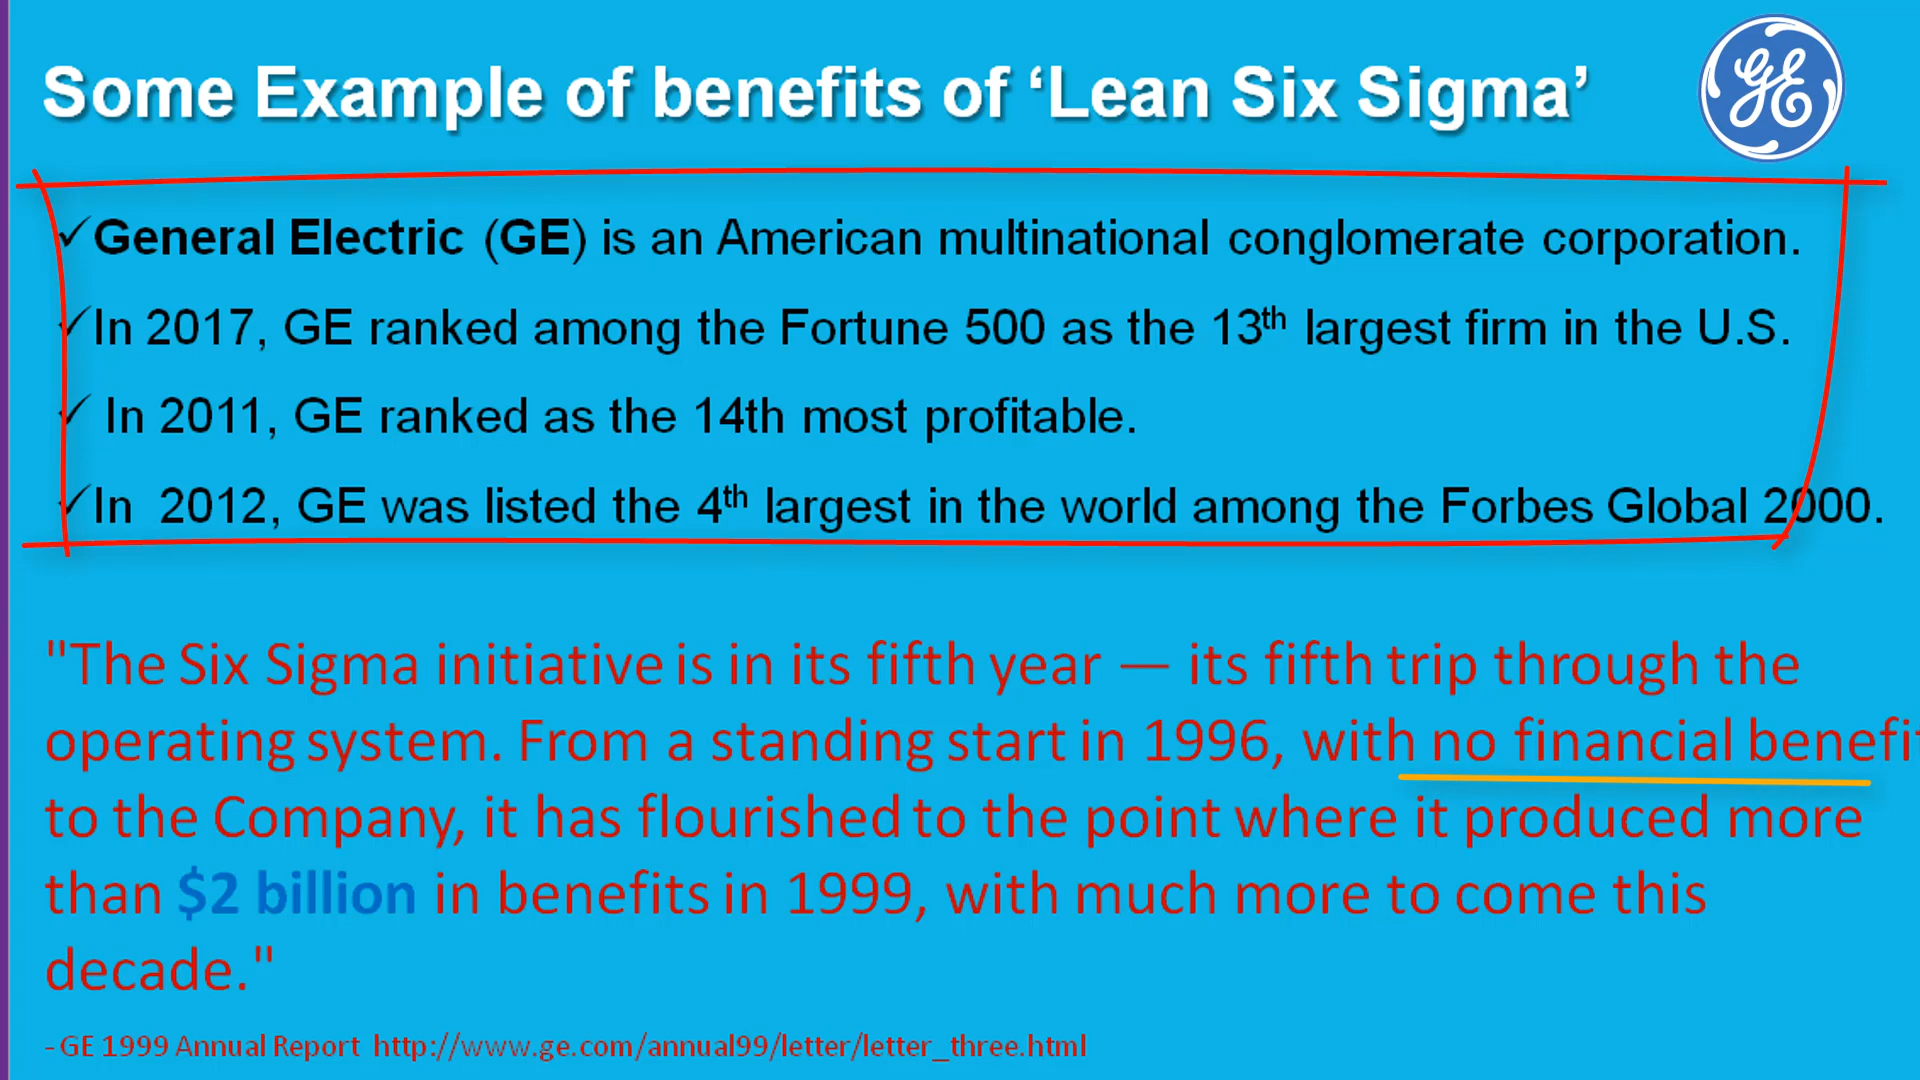 Some Example of benefits of ‘Lean Six Sigma’
GE
✓General Electric (GE) is an American multinational conglomerate corporation.
✓In 2017, GE ranked among the Fortune 500 as the 13th largest firm in the U.S.
✓ In 2011, GE ranked as the 14th most profitable.
✓In 2012, GE was listed the 4th largest in the world among the Forbes Global 2000.
"The Six Sigma initiative is in its fifth year — its fifth trip through the
operating system. From a standing start in 1996, with no financial benefi
to the Company, it has flourished to the point where it produced more
than $2 billion in benefits in 1999, with much more to come this
decade."
- GE 1999 Annual Report http://www.ge.com/annual99/letter/letter_three.html